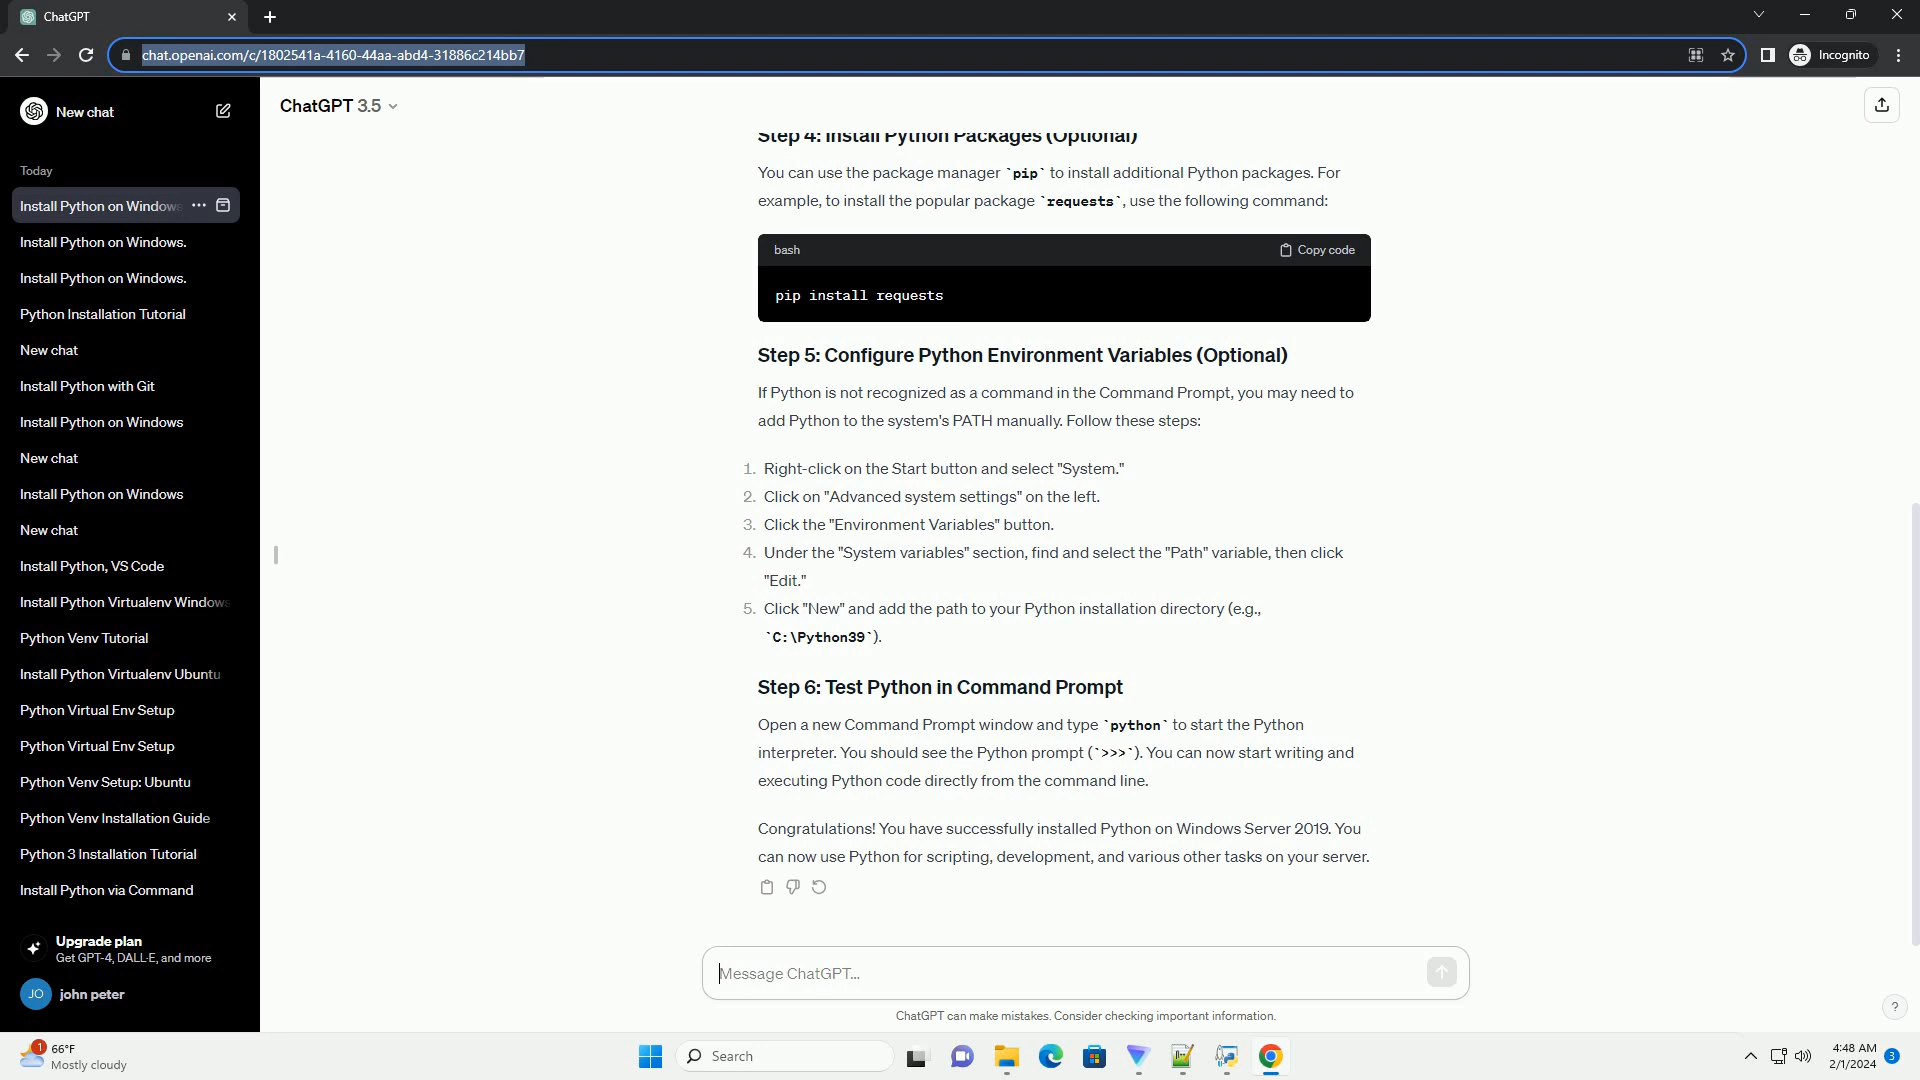 ChatGPT
chat.openai.com/c/1802541a-4160-44aa-abd4-31886c214bb7
Incognito
New chat
Today
Install Python on Windows
Install Python on Windows.
Install Python on Windows.
Python Installation Tutorial
New chat
Install Python with Git
Install Python on Windows
New chat
Install Python on Windows
New chat
Install Python, VS Code
Install Python Virtualenv Windows
Python Venv Tutorial
Install Python Virtualenv Ubuntu
Python Virtual Env Setup
Python Virtual Env Setup
Python Venv Setup: Ubuntu
Python Venv Installation Guide
Python 3 Installation Tutorial
Install Python via Command
Upgrade plan
Get GPT-4, DALL·E, and more
JO john peter
ChatGPT 3.5
Step 4: Install Python Packages (Optional)
You can use the package manager `pip` to install additional Python packages. For
example, to install the popular package `requests`, use the following command:
bash Copy code
pip install requests
Step 5: Configure Python Environment Variables (Optional)
If Python is not recognized as a command in the Command Prompt, you may need to
add Python to the system's PATH manually. Follow these steps:
1. Right-click on the Start button and select "System."
2. Click on "Advanced system settings" on the left.
3. Click the "Environment Variables" button.
4. Under the "System variables" section, find and select the "Path" variable, then click
"Edit."
5. Click "New" and add the path to your Python installation directory (e.g.,
`C:\Python39`).
Step 6: Test Python in Command Prompt
Open a new Command Prompt window and type `python` to start the Python
interpreter. You should see the Python prompt (`>>>`). You can now start writing and
executing Python code directly from the command line.
Congratulations! You have successfully installed Python on Windows Server 2019. You
can now use Python for scripting, development, and various other tasks on your server.
Message ChatGPT...
ChatGPT can make mistakes. Consider checking important information.
?
1
66°F
Mostly cloudy
Search
4:48 AM
2/1/2024
3